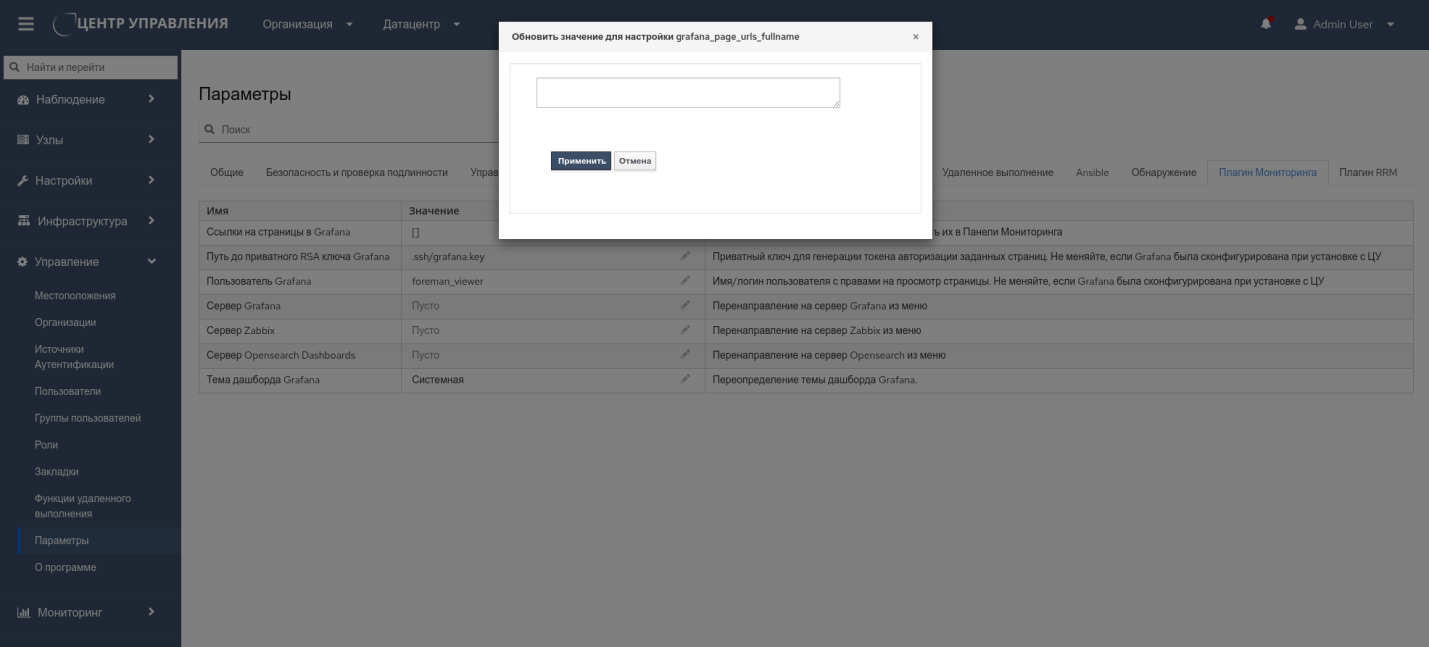 ЦЕНТР УПРАВЛЕНИЯ Организация Датацентр Admin User
Обновить значение для настройки grafana_page_urls_fullname ×
Применить Отмена
Найти и перейти
Наблюдение
Узлы
Настройки
Инфраструктура
Управление
Местоположения
Организации
Источники
Аутентификации
Пользователи
Группы пользователей
Роли
Закладки
Функции удаленного
выполнения
Параметры
О программе
Мониторинг
Параметры
Поиск
Общие Безопасность и проверка подлинности Управ Удаленное выполнение Ansible Обнаружение Плагин Мониторинга Плагин RRM
Имя Значение
Ссылки на страницы в Grafana [] их в Панели Мониторинга
Путь до приватного RSA ключа Grafana .ssh/grafana.key Приватный ключ для генерации токена авторизации заданных страниц. Не меняйте, если Grafana была сконфигурирована при установке с ЦУ
Пользователь Grafana foreman_viewer Имя/логин пользователя с правами на просмотр страницы. Не меняйте, если Grafana была сконфигурирована при установке с ЦУ
Сервер Grafana Пусто Перенаправление на сервер Grafana из меню
Сервер Zabbix Пусто Перенаправление на сервер Zabbix из меню
Сервер Opensearch Dashboards Пусто Перенаправление на сервер Opensearch из меню
Тема дашборда Grafana Системная Переопределение темы дашборда Grafana.